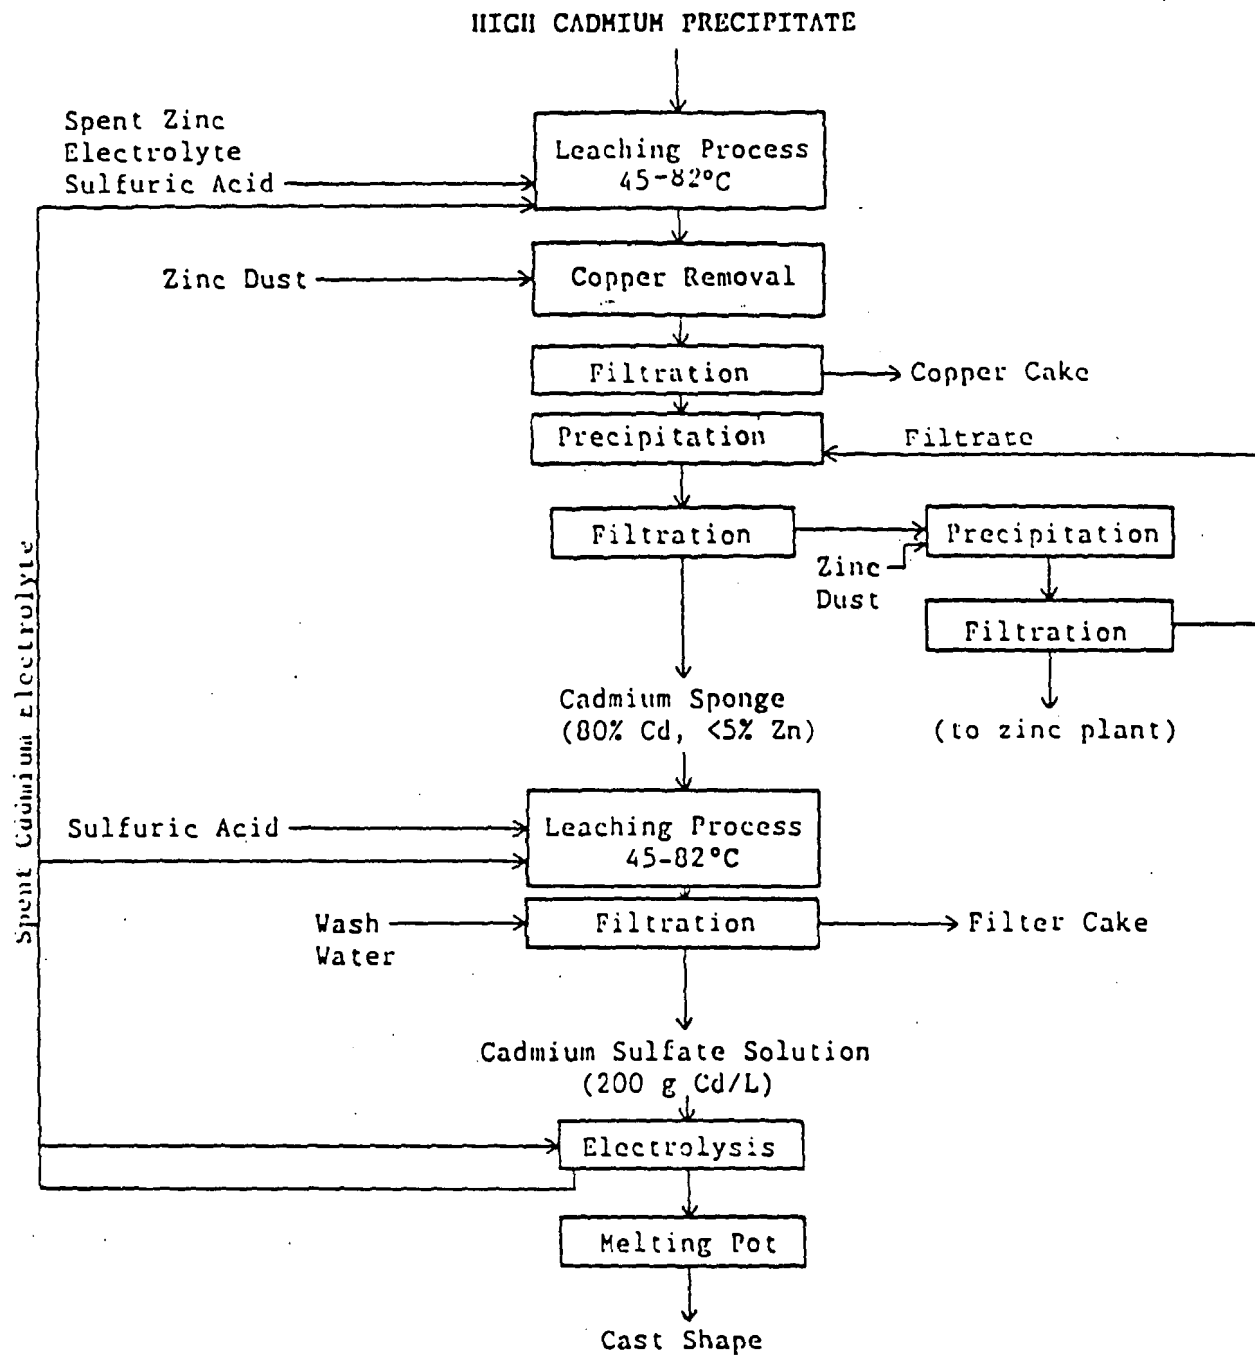 HIGH CADMIUM PRECIPITATE
Spent Zinc
Electrolyte
Sulfuric Acid
Leaching Process
45-82°C
Zinc Dust
Copper Removal
Filtration
Copper Cake
Precipitation
Filtrate
Filtration
Precipitation
Zinc
Dust
Filtration
Spent Cadmium Electrolyte
Cadmium Sponge
(80% Cd, <5% Zn)
(to zinc plant)
Sulfuric Acid
Leaching Process
45-82°C
Wash
Water
Filtration
Filter Cake
Cadmium Sulfate Solution
(200 g Cd/L)
Electrolysis
Melting Pot
Cast Shape